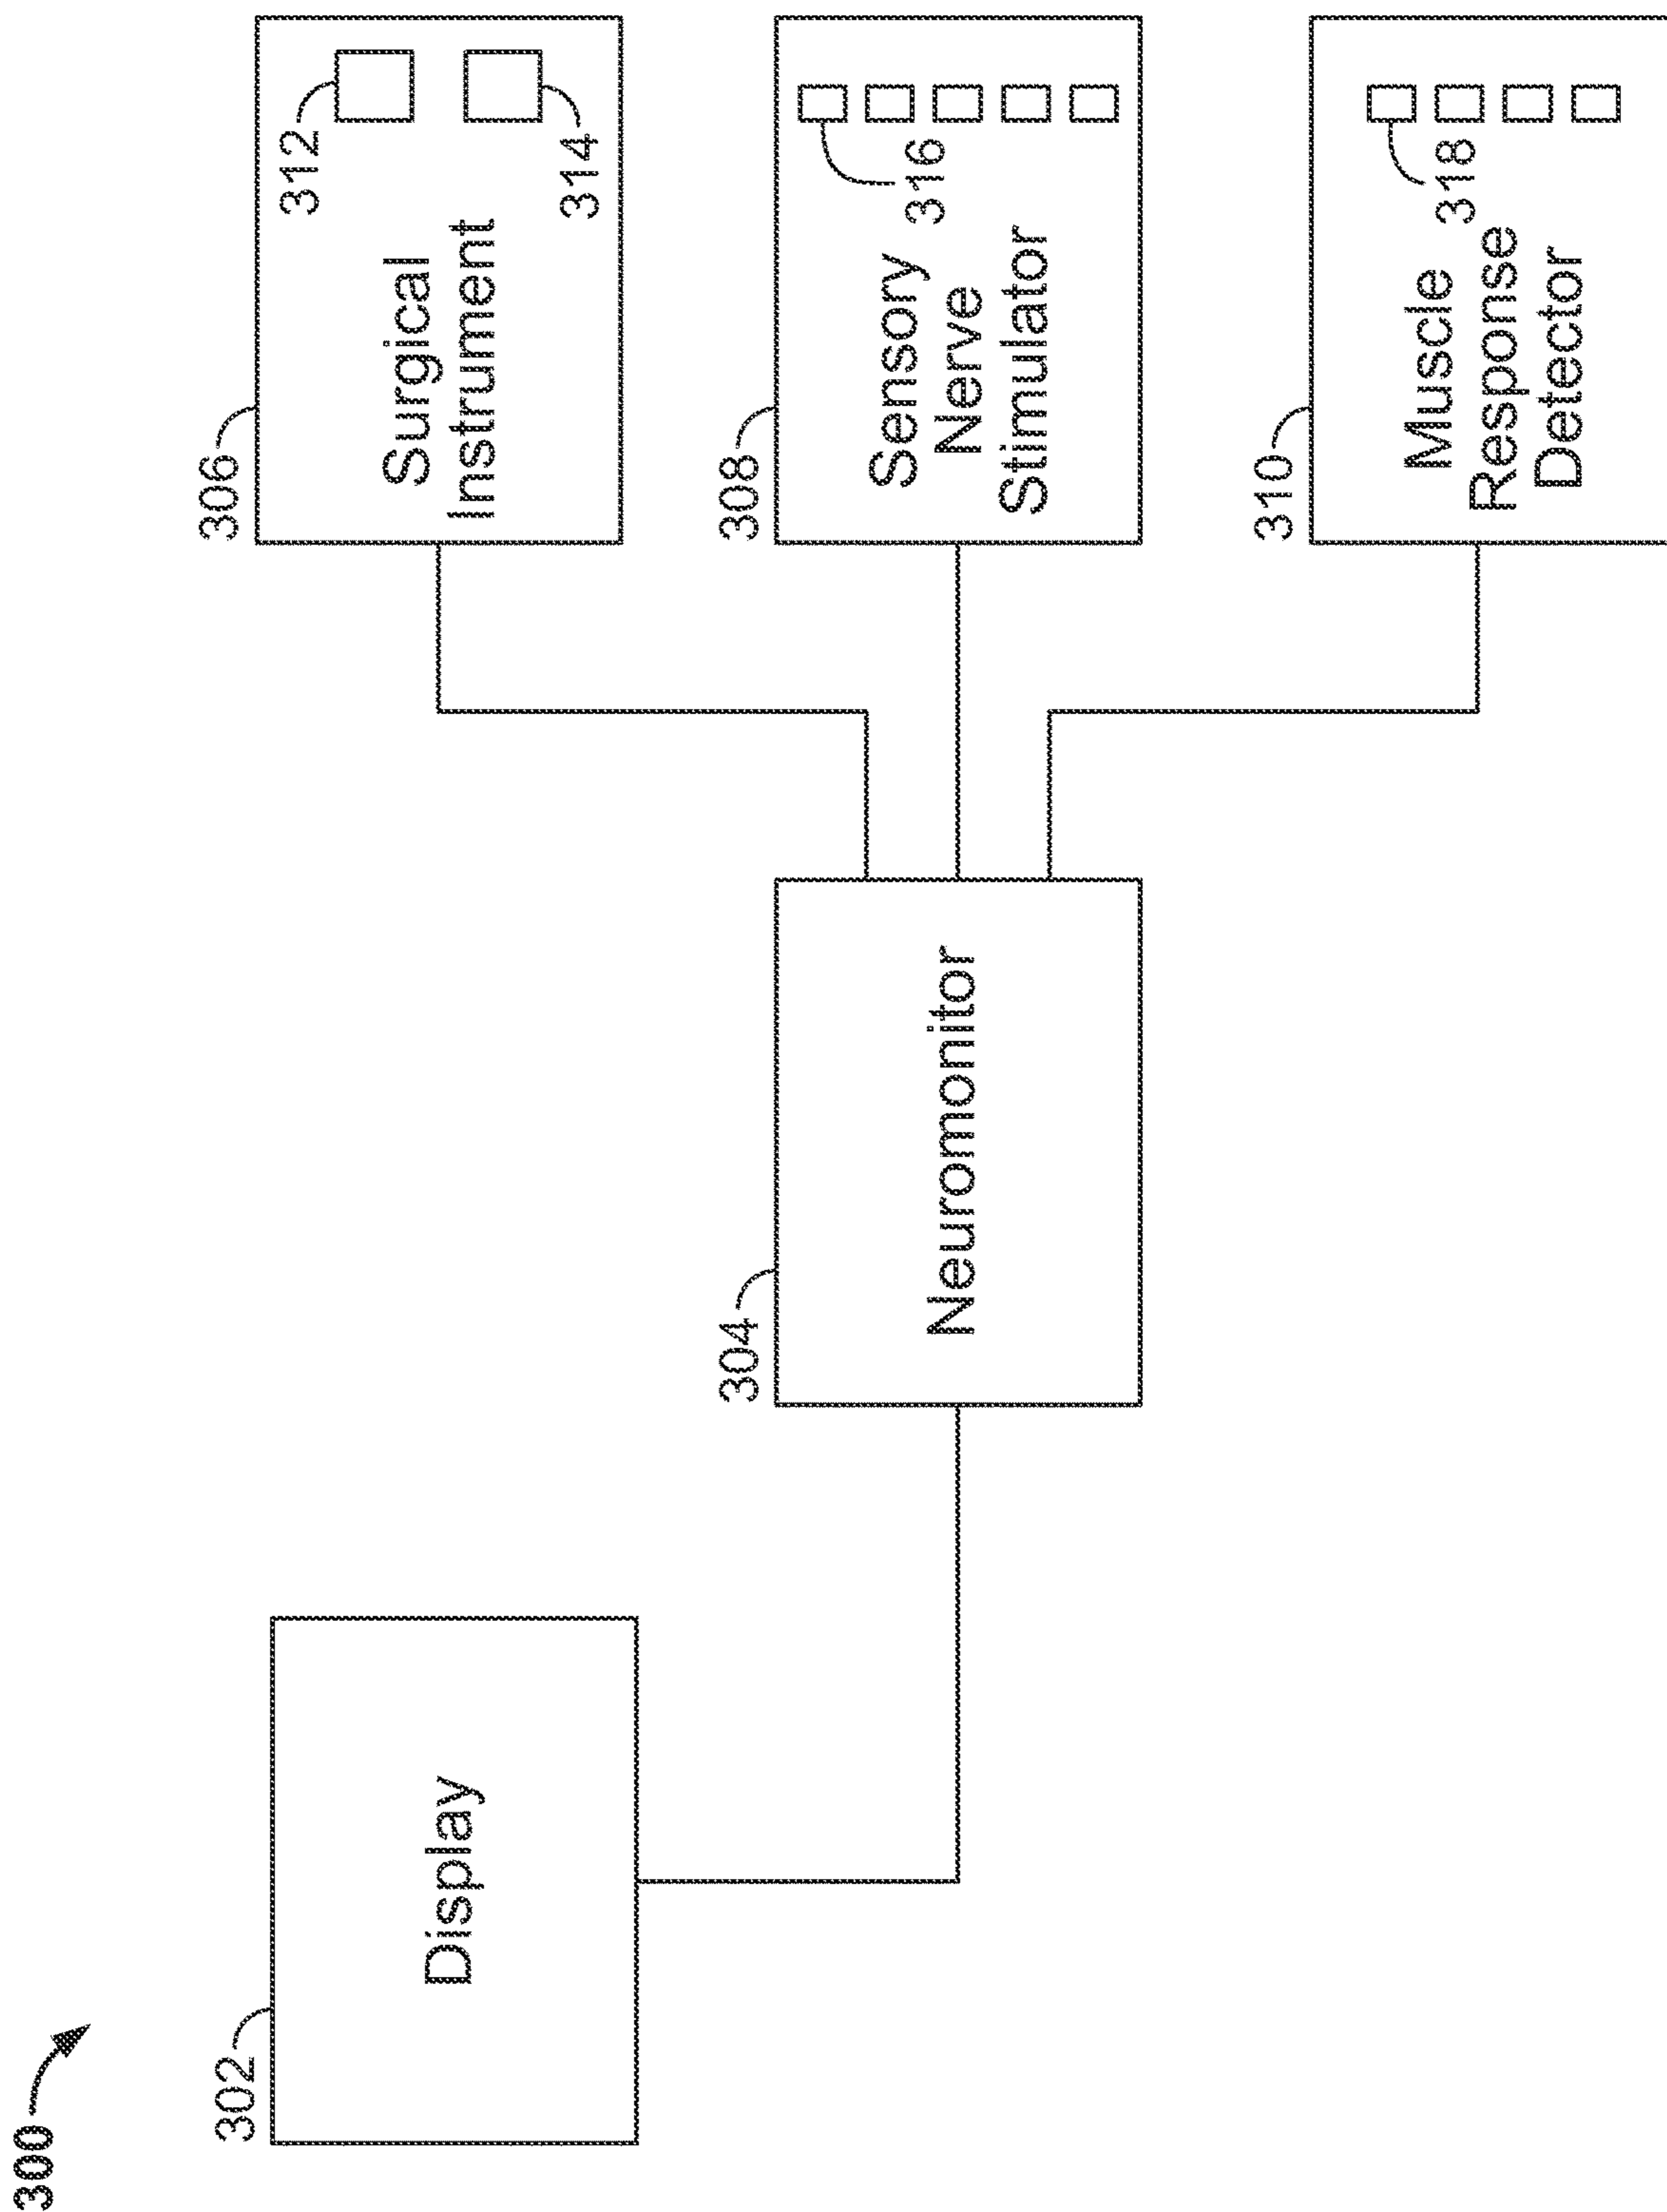 300
302
Display
304
Neuromonitor
306
Surgical
Instrument
312
314
308
Sensory
Nerve
Stimulator
316
310
Muscle
Response
Detector
318